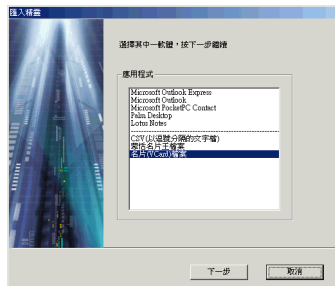 匯入精靈
選擇其中一軟體，按下一步繼續
應用程式
Microsoft Outlook Express
Microsoft Outlook
Microsoft PocketPC Contact
Palm Desktop
Lotus Notes
CSV(以逗號分隔的文字檔)
蒙恬名片王檔案
名片(VCard)檔案
下一步
取消